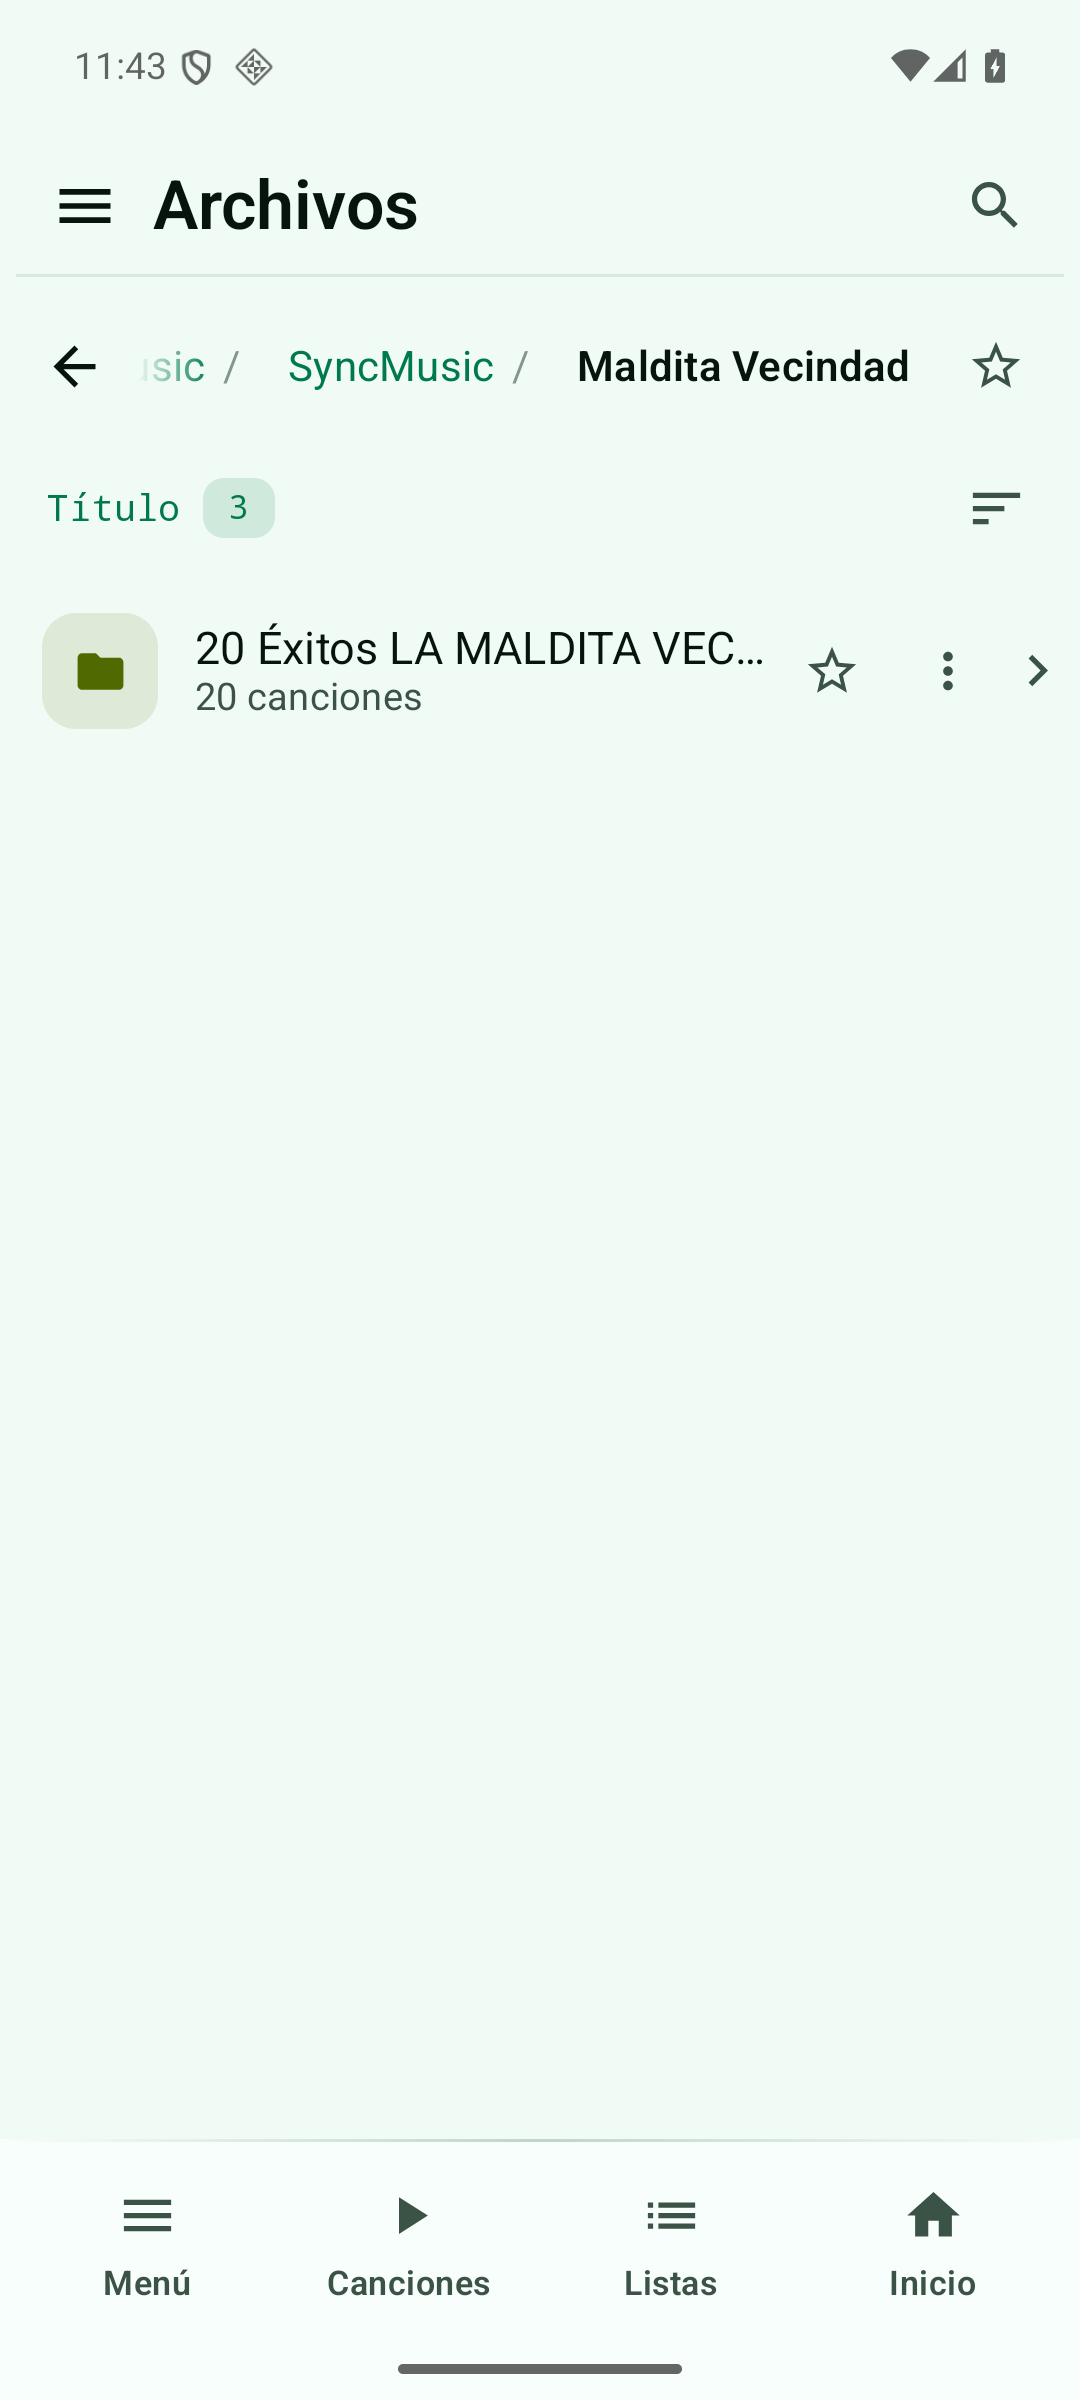 11:43
Archivos
usic / SyncMusic / Maldita Vecindad
Título 3
20 Éxitos LA MALDITA VEC…
20 canciones
Menú
Canciones
Listas
Inicio